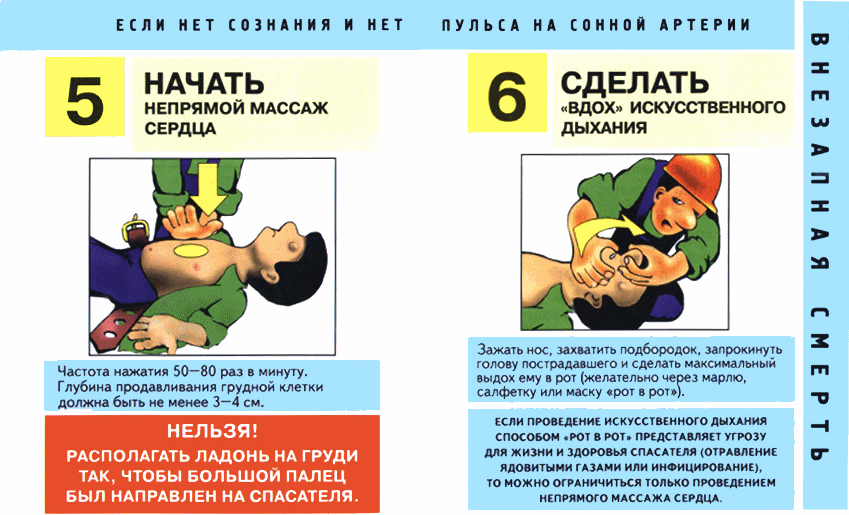 ЕСЛИ НЕТ СОЗНАНИЯ И НЕТ ПУЛЬСА НА СОННОЙ АРТЕРИИ
5
НАЧАТЬ
НЕПРЯМОЙ МАССАЖ
СЕРДЦА
Частота нажатия 50—80 раз в минуту.
Глубина продавливания грудной клетки
должна быть не менее 3—4 см.
НЕЛЬЗЯ!
РАСПОЛАГАТЬ ЛАДОНЬ НА ГРУДИ
ТАК, ЧТОБЫ БОЛЬШОЙ ПАЛЕЦ
БЫЛ НАПРАВЛЕН НА СПАСАТЕЛЯ.
6
СДЕЛАТЬ
«ВДОХ» ИСКУССТВЕННОГО
ДЫХАНИЯ
Зажать нос, захватить подбородок, запрокинуть
голову пострадавшего и сделать максимальный
выдох ему в рот (желательно через марлю,
салфетку или маску «рот в рот»).
ЕСЛИ ПРОВЕДЕНИЕ ИСКУССТВЕННОГО ДЫХАНИЯ
СПОСОБОМ «РОТ В РОТ» ПРЕДСТАВЛЯЕТ УГРОЗУ
ДЛЯ ЖИЗНИ И ЗДОРОВЬЯ СПАСАТЕЛЯ (ОТРАВЛЕНИЕ
ЯДОВИТЫМИ ГАЗАМИ ИЛИ ИНФИЦИРОВАНИЕ),
ТО МОЖНО ОГРАНИЧИТЬСЯ ТОЛЬКО ПРОВЕДЕНИЕМ
НЕПРЯМОГО МАССАЖА СЕРДЦА.
ВНЕЗАПНАЯ СМЕРТЬ